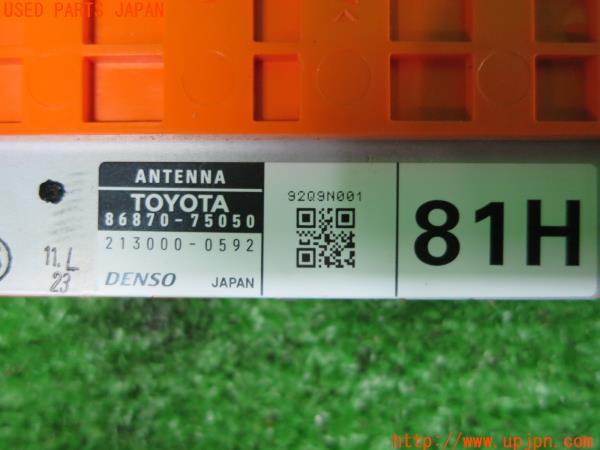 USED PARTS JAPAN
ANTENNA
TOYOTA
86870-75050
213000-0592
DENSO JAPAN
92Q9N001
81H
11.L
23
http://www.upjpn.com/